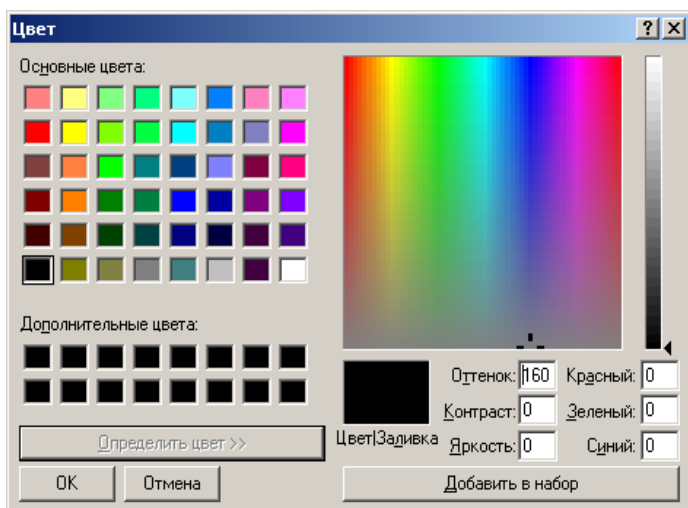 Цвет
Основные цвета:
Дополнительные цвета:
Определить цвет >>
OK
Отмена
Цвет|Заливка
Оттенок: 160
Контраст: 0
Яркость: 0
Красный: 0
Зеленый: 0
Синий: 0
Добавить в набор